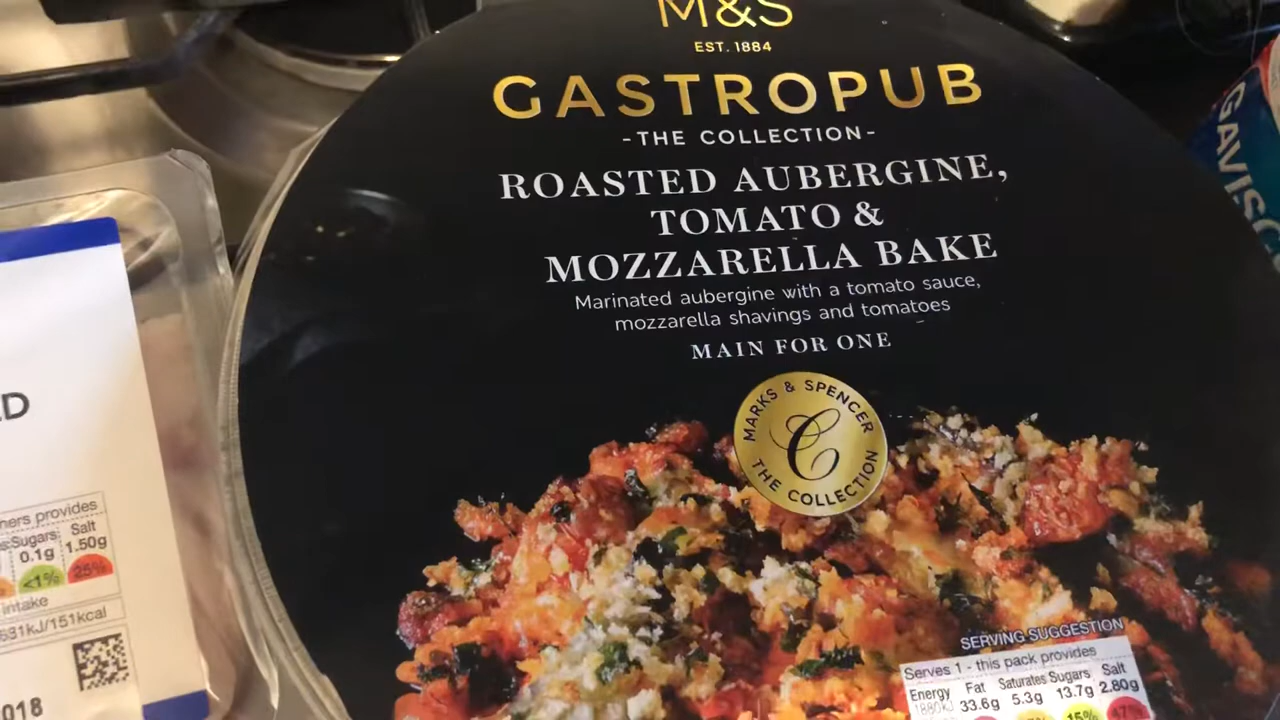 M&S
EST. 1884
GASTROPUB
-THE COLLECTION-
ROASTED AUBERGINE,
TOMATO &
MOZZARELLA BAKE
Marinated aubergine with a tomato sauce,
mozzarella shavings and tomatoes
MAIN FOR ONE
MARKS & SPENCER
C
THE COLLECTION
SERVING SUGGESTION
Serves 1 - this pack provides
Energy Fat Saturates Sugars Salt
1880kJ 33.6g 5.3g 13.7g 2.80g
15%
GAVISC
Sugars Salt
0.1g 1.50g
<1% 25%
intake
/151kcal